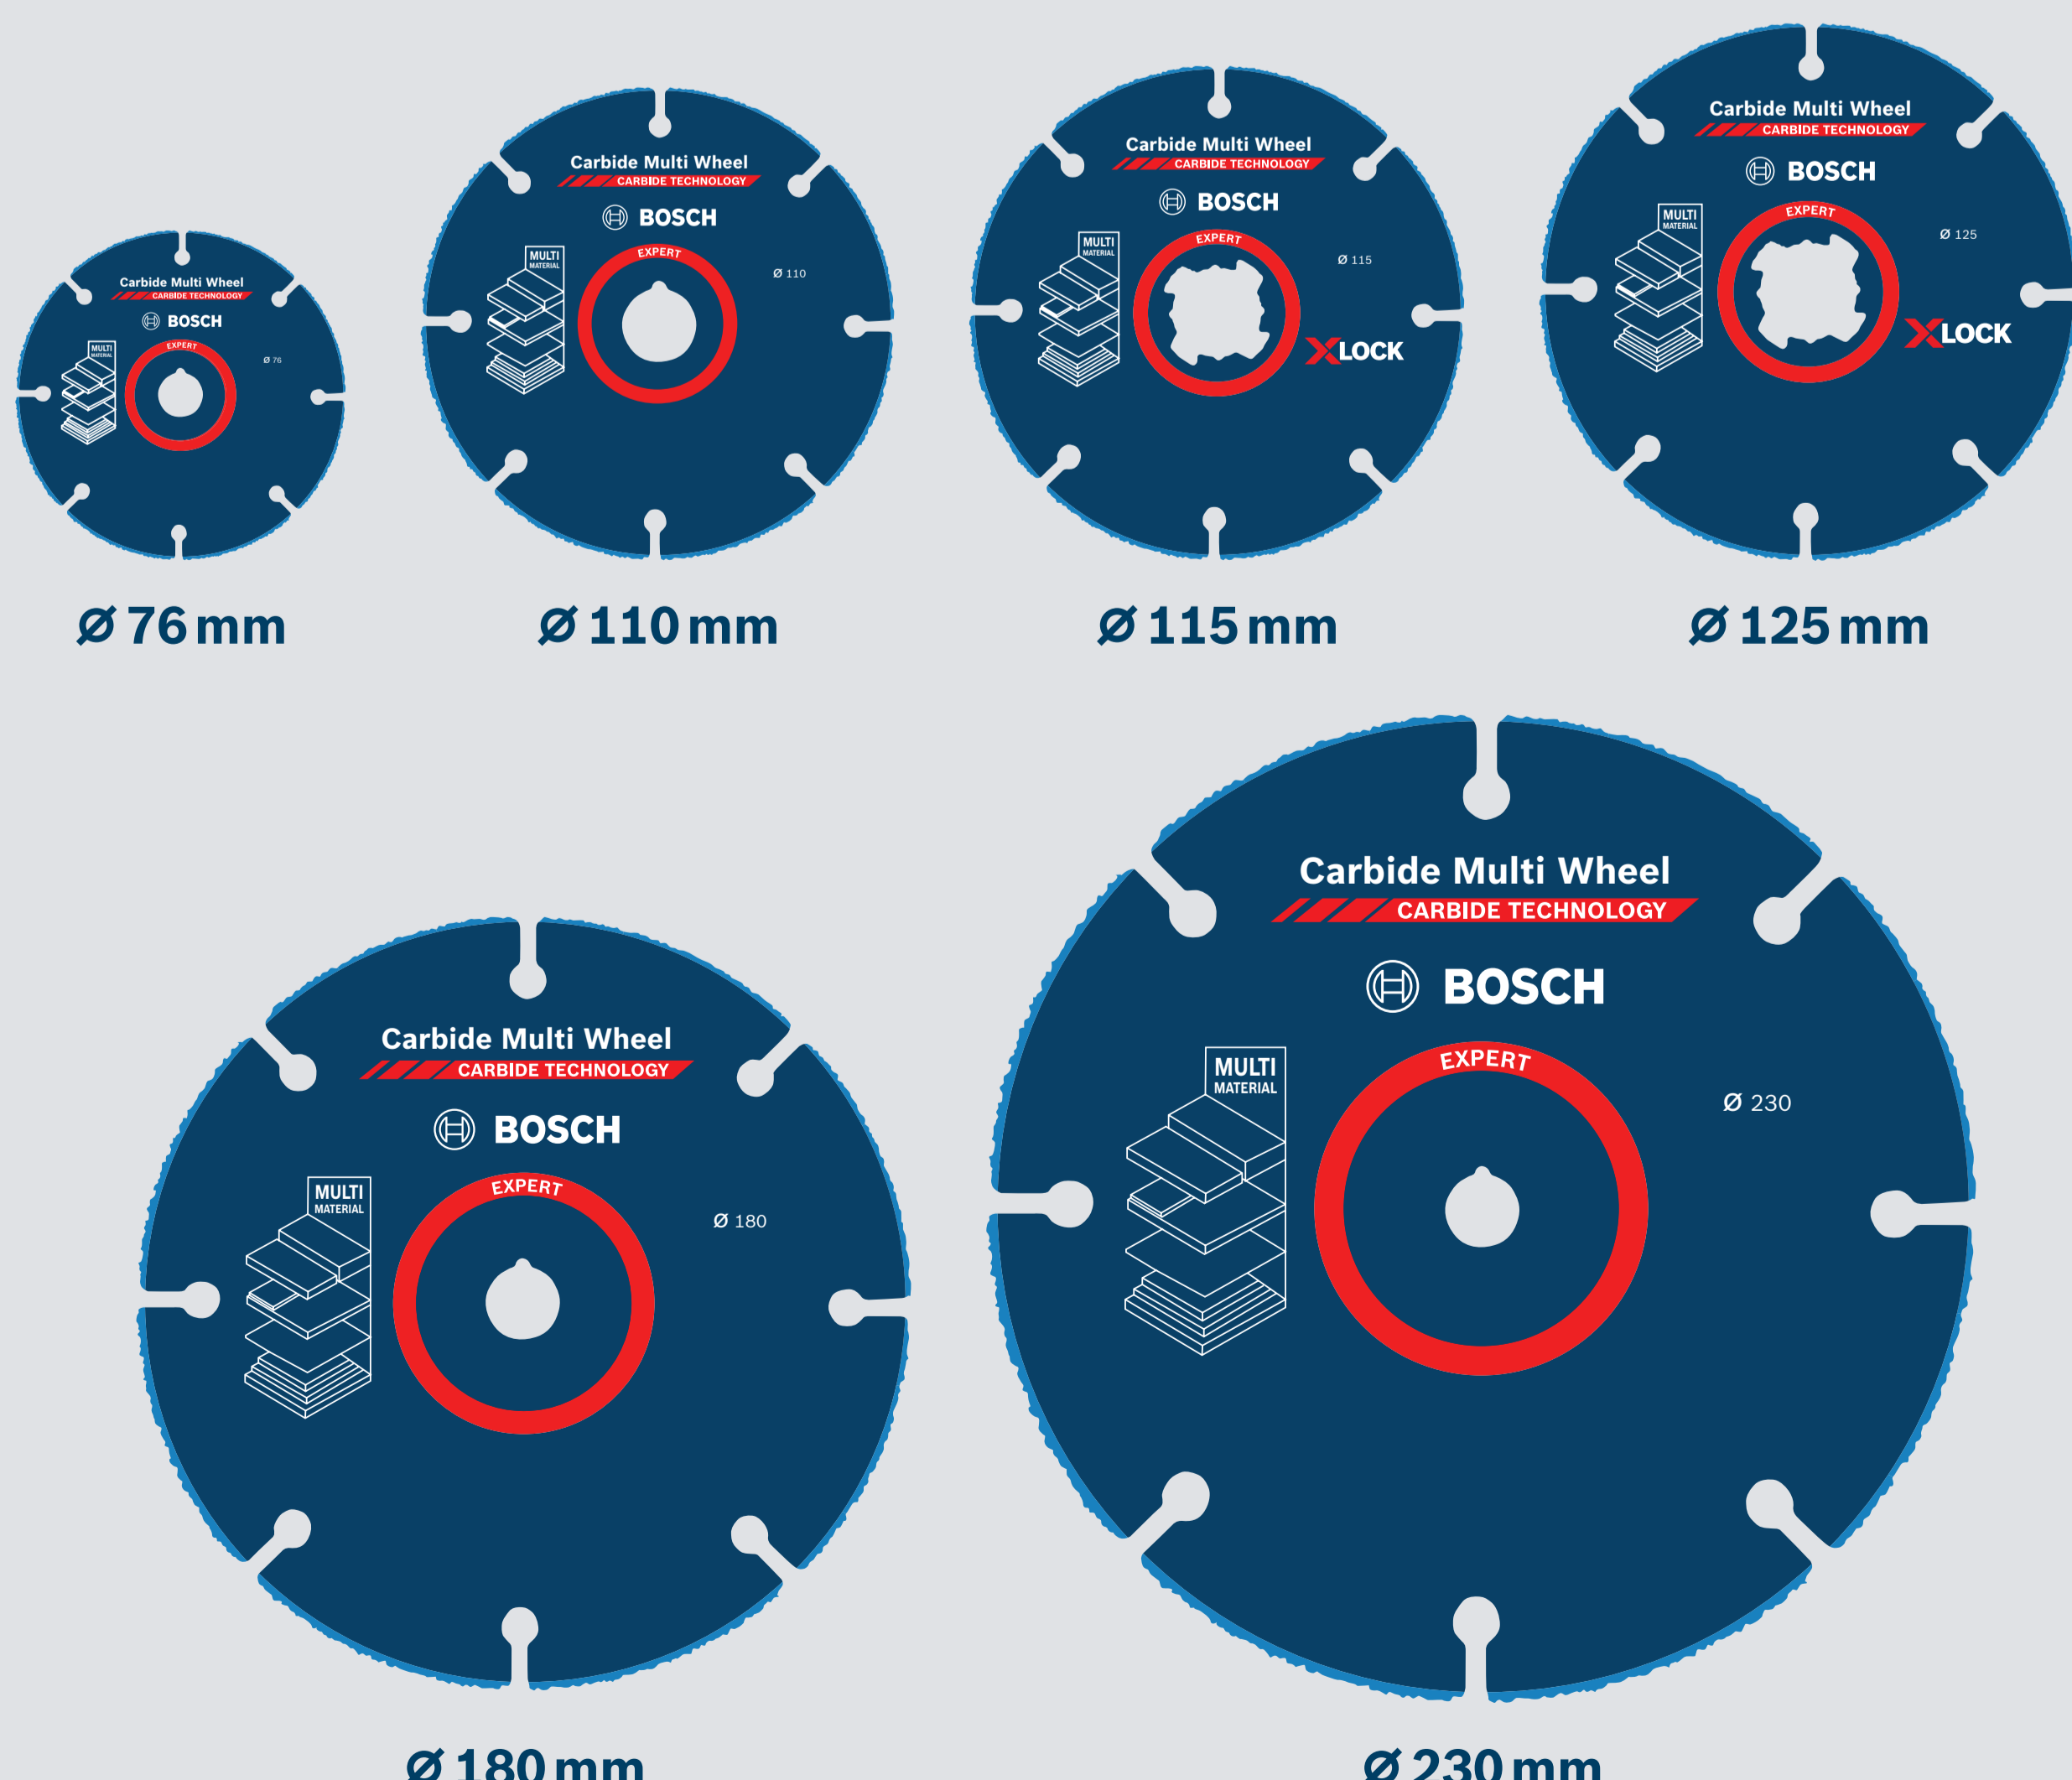 Carbide Multi Wheel
CARBIDE TECHNOLOGY
BOSCH
MULTI
MATERIAL
EXPERT
Ø 76
Ø 76 mm
Carbide Multi Wheel
CARBIDE TECHNOLOGY
BOSCH
MULTI
MATERIAL
EXPERT
Ø 110
Ø 110 mm
Carbide Multi Wheel
CARBIDE TECHNOLOGY
BOSCH
MULTI
MATERIAL
EXPERT
Ø 115
X LOCK
Ø 115 mm
Carbide Multi Wheel
CARBIDE TECHNOLOGY
BOSCH
MULTI
MATERIAL
EXPERT
Ø 125
X LOCK
Ø 125 mm
Carbide Multi Wheel
CARBIDE TECHNOLOGY
BOSCH
MULTI
MATERIAL
EXPERT
Ø 180
Ø 180 mm
Carbide Multi Wheel
CARBIDE TECHNOLOGY
BOSCH
MULTI
MATERIAL
EXPERT
Ø 230
Ø 230 mm